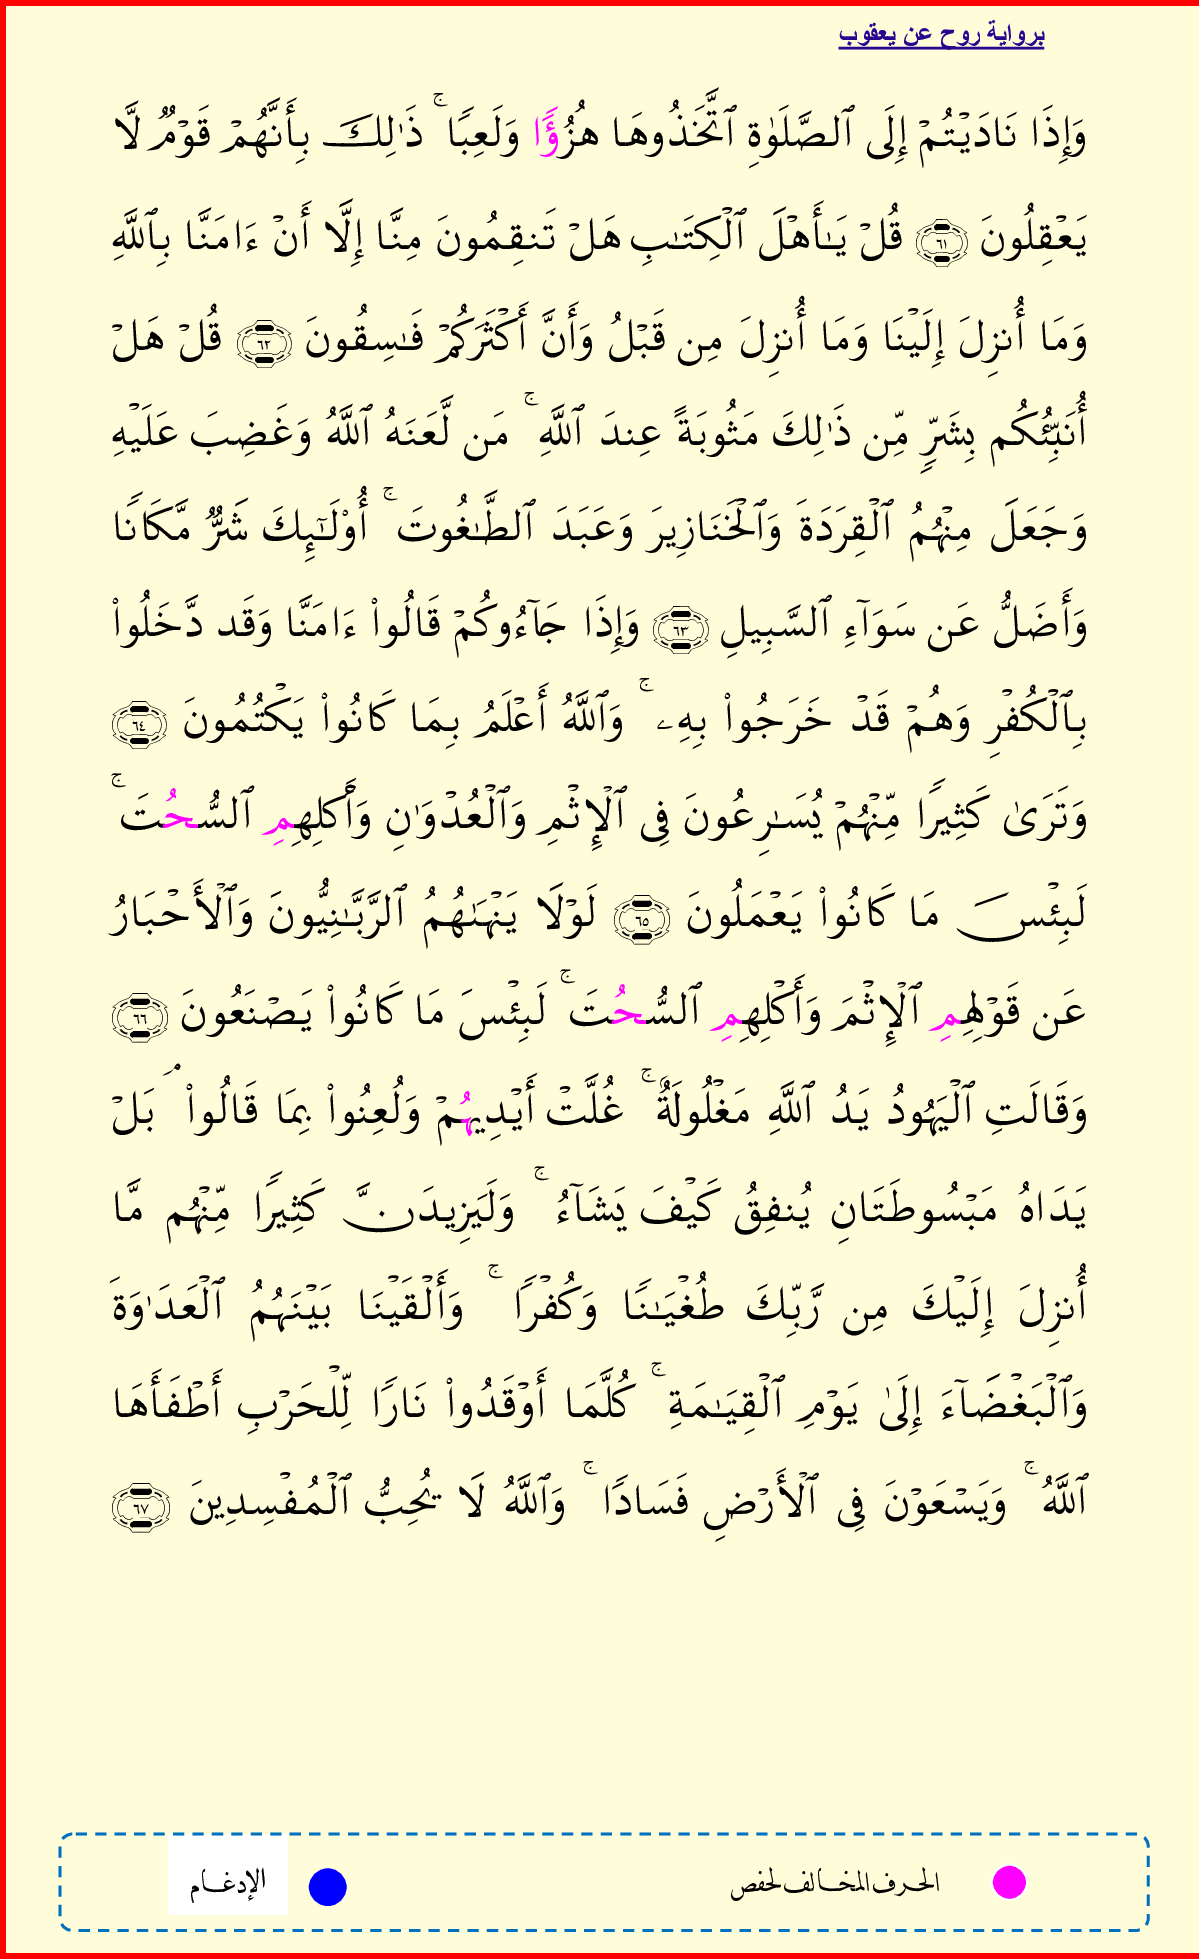 برواية روح عن يعقوب
وَإِذَا نَادَيْتُمْ إِلَى ٱلصَّلَوٰةِ ٱتَّخَذُوهَا هُزُؤًا وَلَعِبًا ۚ ذَٰلِكَ بِأَنَّهُمْ قَوْمٌ لَّا
يَعْقِلُونَ ٦١ قُلْ يَـٰٓأَهْلَ ٱلْكِتَـٰبِ هَلْ تَنقِمُونَ مِنَّا إِلَّا أَنْ ءَامَنَّا بِٱللَّهِ
وَمَا أُنزِلَ إِلَيْنَا وَمَا أُنزِلَ مِن قَبْلُ وَأَنَّ أَكْثَرَكُمْ فَـٰسِقُونَ ٦٢ قُلْ هَلْ
أُنَبِّئُكُم بِشَرٍّ مِّن ذَٰلِكَ مَثُوبَةً عِندَ ٱللَّهِ ۚ مَن لَّعَنَهُ ٱللَّهُ وَغَضِبَ عَلَيْهِ
وَجَعَلَ مِنْهُمُ ٱلْقِرَدَةَ وَٱلْخَنَازِيرَ وَعَبَدَ ٱلطَّـٰغُوتَ ۚ أُوْلَـٰٓئِكَ شَرٌّ مَّكَانًا
وَأَضَلُّ عَن سَوَآءِ ٱلسَّبِيلِ ٦٣ وَإِذَا جَآءُوكُمْ قَالُوا۟ ءَامَنَّا وَقَد دَّخَلُوا۟
بِٱلْكُفْرِ وَهُمْ قَدْ خَرَجُوا۟ بِهِۦ ۚ وَٱللَّهُ أَعْلَمُ بِمَا كَانُوا۟ يَكْتُمُونَ ٦٤
وَتَرَىٰ كَثِيرًا مِّنْهُمْ يُسَـٰرِعُونَ فِى ٱلْإِثْمِ وَٱلْعُدْوَٰنِ وَأَكْلِهِمِ ٱلسُّحُتَ ۚ
لَبِئْسَ مَا كَانُوا۟ يَعْمَلُونَ ٦٥ لَوْلَا يَنْهَىٰهُمُ ٱلرَّبَّـٰنِيُّونَ وَٱلْأَحْبَارُ
عَن قَوْلِهِمِ ٱلْإِثْمَ وَأَكْلِهِمِ ٱلسُّحُتَ ۚ لَبِئْسَ مَا كَانُوا۟ يَصْنَعُونَ ٦٦
وَقَالَتِ ٱلْيَهُودُ يَدُ ٱللَّهِ مَغْلُولَةٌ ۚ غُلَّتْ أَيْدِيهُمْ وَلُعِنُوا۟ بِمَا قَالُوا۟ ۘ بَلْ
يَدَاهُ مَبْسُوطَتَانِ يُنفِقُ كَيْفَ يَشَآءُ ۚ وَلَيَزِيدَنَّ كَثِيرًا مِّنْهُم مَّا
أُنزِلَ إِلَيْكَ مِن رَّبِّكَ طُغْيَـٰنًا وَكُفْرًا ۚ وَأَلْقَيْنَا بَيْنَهُمُ ٱلْعَدَٰوَةَ
وَٱلْبَغْضَآءَ إِلَىٰ يَوْمِ ٱلْقِيَـٰمَةِ ۚ كُلَّمَا أَوْقَدُوا۟ نَارًا لِّلْحَرْبِ أَطْفَأَهَا
ٱللَّهُ ۚ وَيَسْعَوْنَ فِى ٱلْأَرْضِ فَسَادًا ۚ وَٱللَّهُ لَا يُحِبُّ ٱلْمُفْسِدِينَ ٦٧
الحرف المخالف لحفص
الإدغام